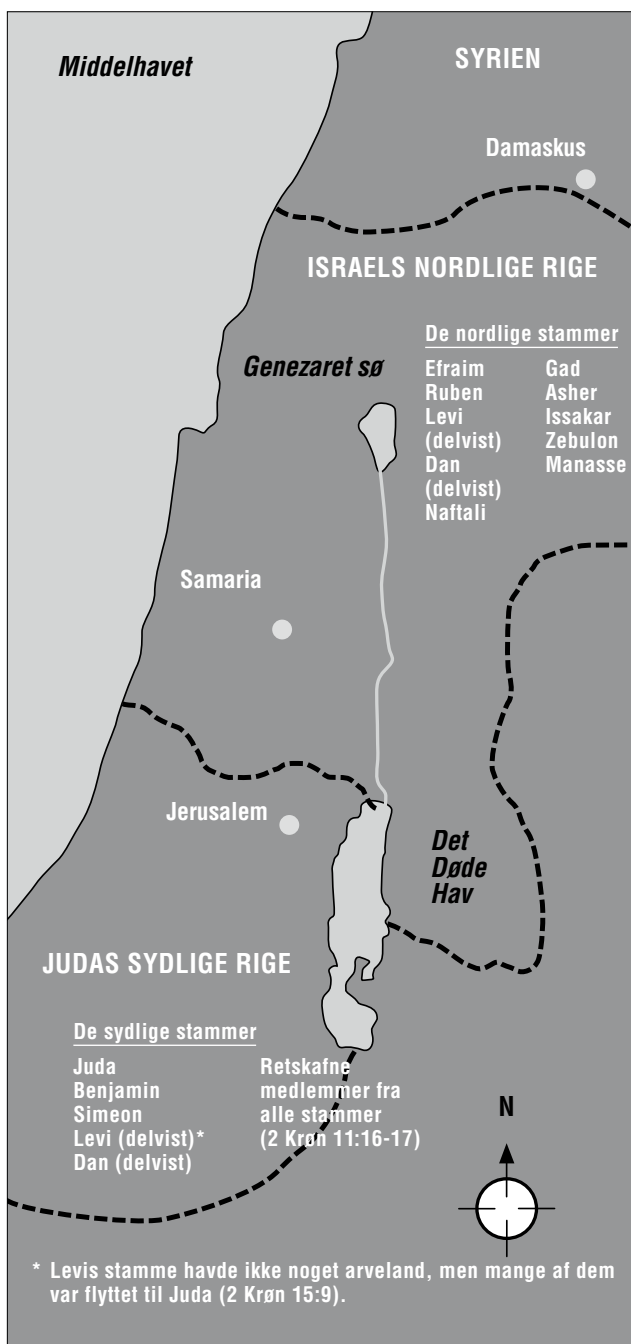 Middelhavet
SYRIEN
Damaskus
ISRAELS NORDLIGE RIGE
De nordlige stammer
Efraim
Ruben
Levi
(delvist)
Dan
(delvist)
Naftali
Gad
Asher
Issakar
Zebulon
Manasse
Genezaret sø
Samaria
Jerusalem
Det
Døde
Hav
JUDAS SYDLIGE RIGE
De sydlige stammer
Juda
Benjamin
Simeon
Levi (delvist)*
Dan (delvist)
Retskafne
medlemmer fra
alle stammer
(2 Krøn 11:16-17)
N
* Levis stamme havde ikke noget arveland, men mange af dem
var flyttet til Juda (2 Krøn 15:9).